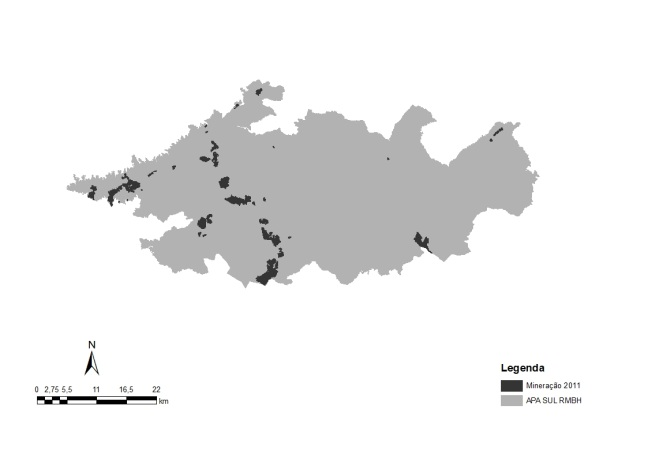 N
0 2,75 5,5 11 16,5 22
km
Legenda
Mineração 2011
APA SUL RMBH